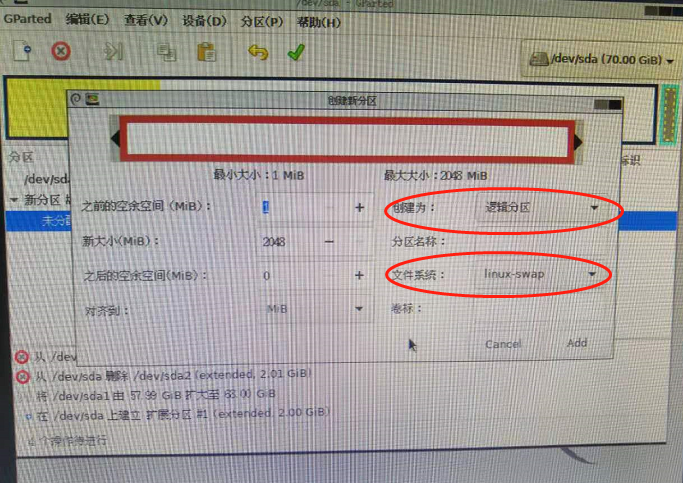 /dev/sda - GParted
GParted 编辑(E) 查看(V) 设备(D) 分区(P) 帮助(H)
/dev/sda (70.00 GiB)
创建新分区
最小大小：1 MiB 最大大小：2048 MiB
分区 标识
/dev/sda
之前的空余空间 (MiB)： 1 + 创建为： 逻辑分区
新分区 #
未分配
新大小(MiB)： 2048 − 分区名称：
之后的空余空间(MiB)： 0 + 文件系统： linux-swap
对齐到： MiB 卷标：
Cancel Add
从 /dev
从 /dev/sda 删除 /dev/sda2 (extended, 2.01 GiB)
将 /dev/sda1 由 57.99 GiB 扩大至 68.00 GiB
在 /dev/sda 上建立 扩展分区 #1 (extended, 2.00 GiB)
4 个操作待进行